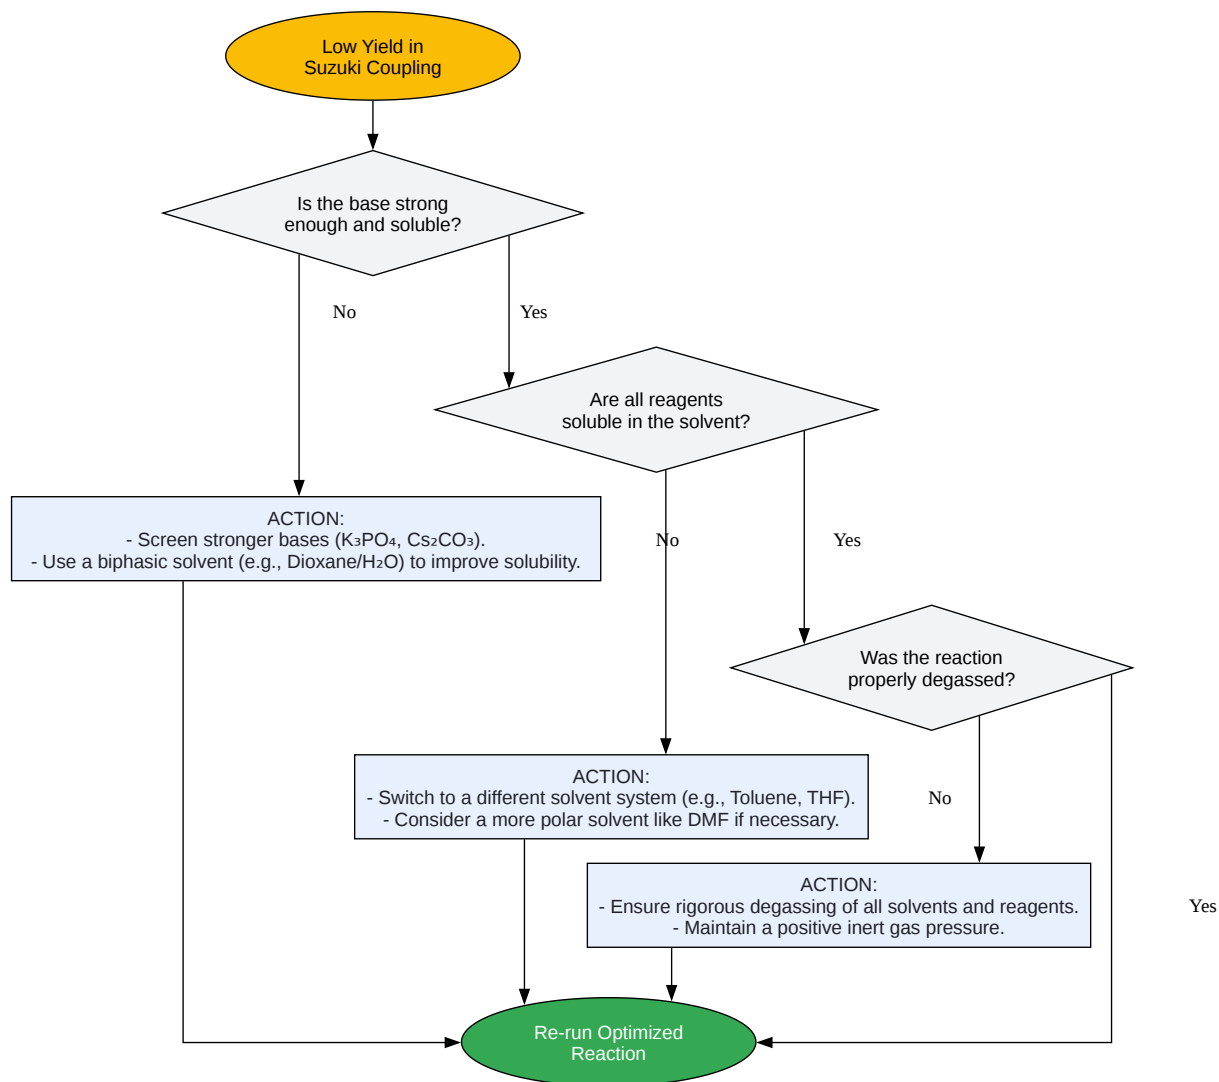 Low Yield in
Suzuki Coupling
Is the base strong
enough and soluble?
No
Yes
Are all reagents
soluble in the solvent?
ACTION:
- Screen stronger bases (K₃PO₄, Cs₂CO₃).
- Use a biphasic solvent (e.g., Dioxane/H₂O) to improve solubility.
No
Yes
Was the reaction
properly degassed?
ACTION:
- Switch to a different solvent system (e.g., Toluene, THF).
- Consider a more polar solvent like DMF if necessary.
No
ACTION:
- Ensure rigorous degassing of all solvents and reagents.
- Maintain a positive inert gas pressure.
Yes
Re-run Optimized
Reaction